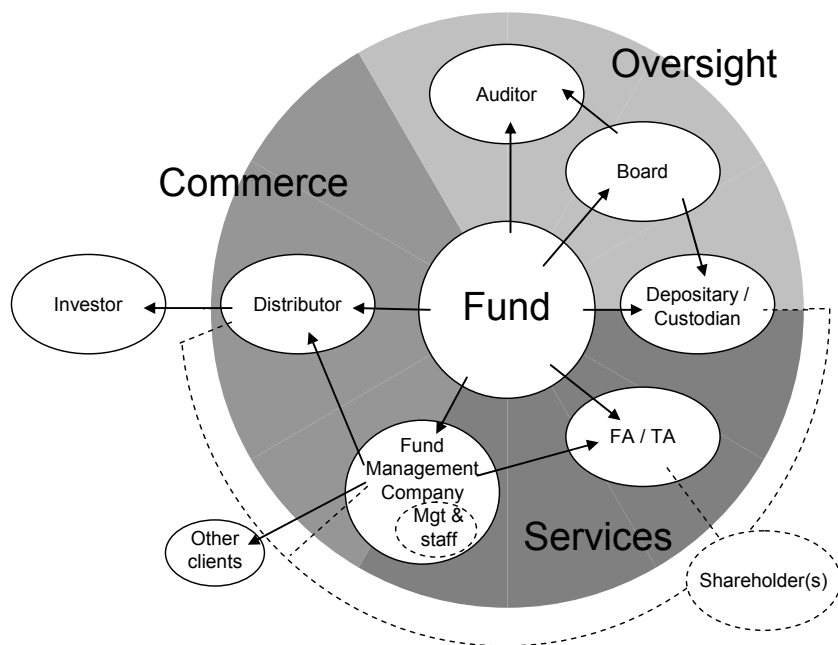 Oversight
Auditor
Board
Commerce
Investor
Distributor
Fund
Depositary /
Custodian
FA / TA
Fund
Management
Company
Mgt &
staff
Services
Other
clients
Shareholder(s)